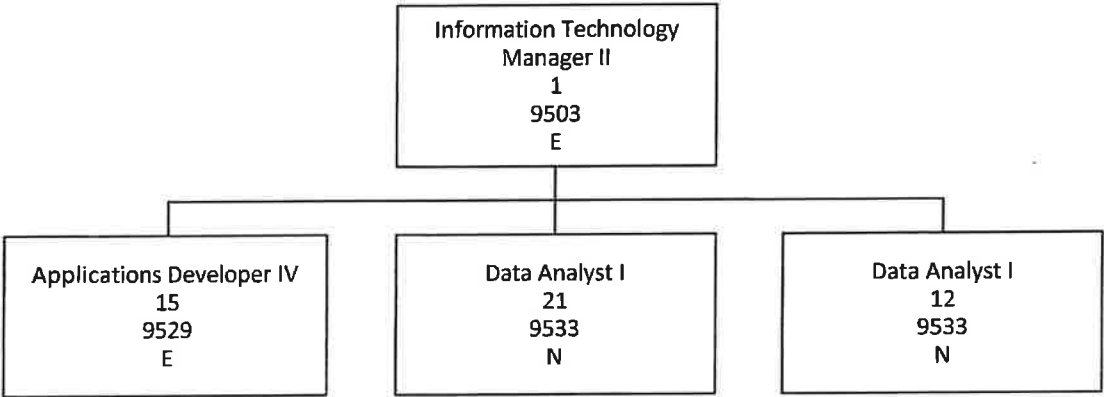 Information Technology
Manager II
1
9503
E
Applications Developer IV
15
9529
E
Data Analyst I
21
9533
N
Data Analyst I
12
9533
N